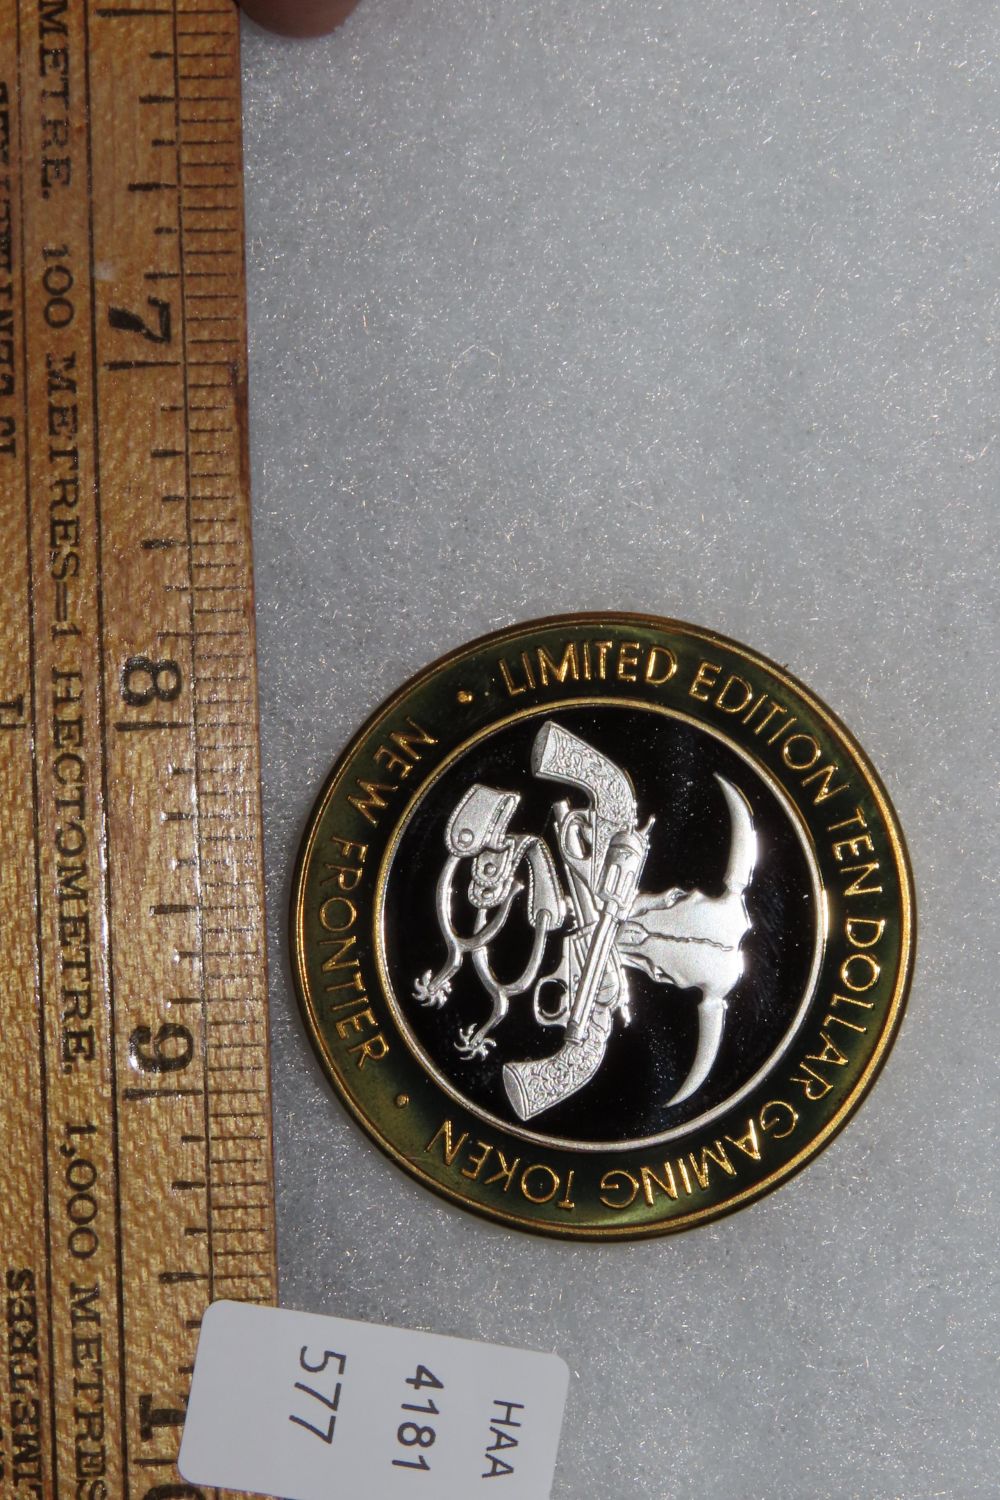 METRE. 100 METRES=1 HECTOMETRE. 1,000 METRES
7
8
9
LIMITED EDITION TEN DOLLAR GAMING TOKEN
• NEW FRONTIER •
HAA
4181
577